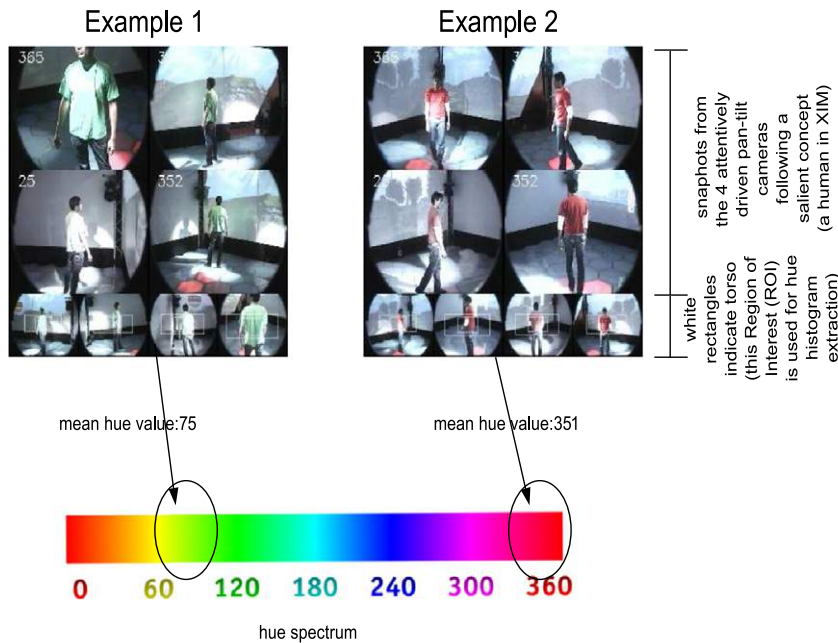 Example 1
Example 2
365
25
352
365
352
snaphots from
the 4 attentively
driven pan-tilt
cameras
following a
salient concept
(a human in XIM)
white
rectangles
indicate torso
(this Region of
Interest (ROI)
is used for hue
histogram
extraction)
mean hue value:75
mean hue value:351
0 60 120 180 240 300 360
hue spectrum